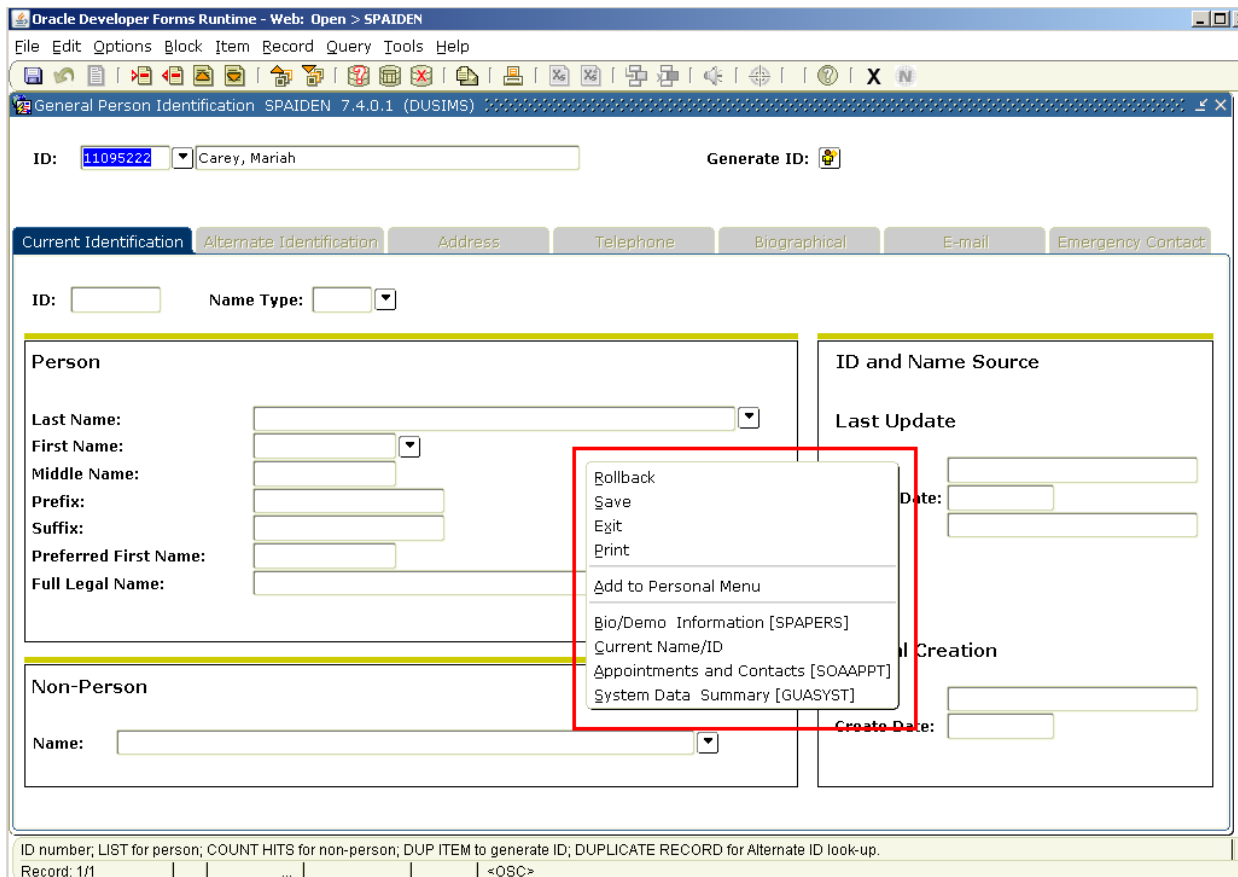 Oracle Developer Forms Runtime - Web: Open > SPAIDEN
File Edit Options Block Item Record Query Tools Help
General Person Identification SPAIDEN 7.4.0.1 (DUSIMS)
ID: 11095222 Carey, Mariah Generate ID:
Current Identification Alternate Identification Address Telephone Biographical E-mail Emergency Contact
ID: Name Type:
Person
ID and Name Source
Last Name:
Last Update
First Name:
Middle Name:
Prefix:
Date:
Suffix:
Preferred First Name:
Full Legal Name:
Rollback
Save
Exit
Print
Add to Personal Menu
Bio/Demo Information [SPAPERS]
Current Name/ID
Appointments and Contacts [SOAAPPT]
System Data Summary [GUASYST]
Creation
Non-Person
Create Date:
Name:
ID number; LIST for person; COUNT HITS for non-person; DUP ITEM to generate ID; DUPLICATE RECORD for Alternate ID look-up.
Record: 1/1 ... <OSC>